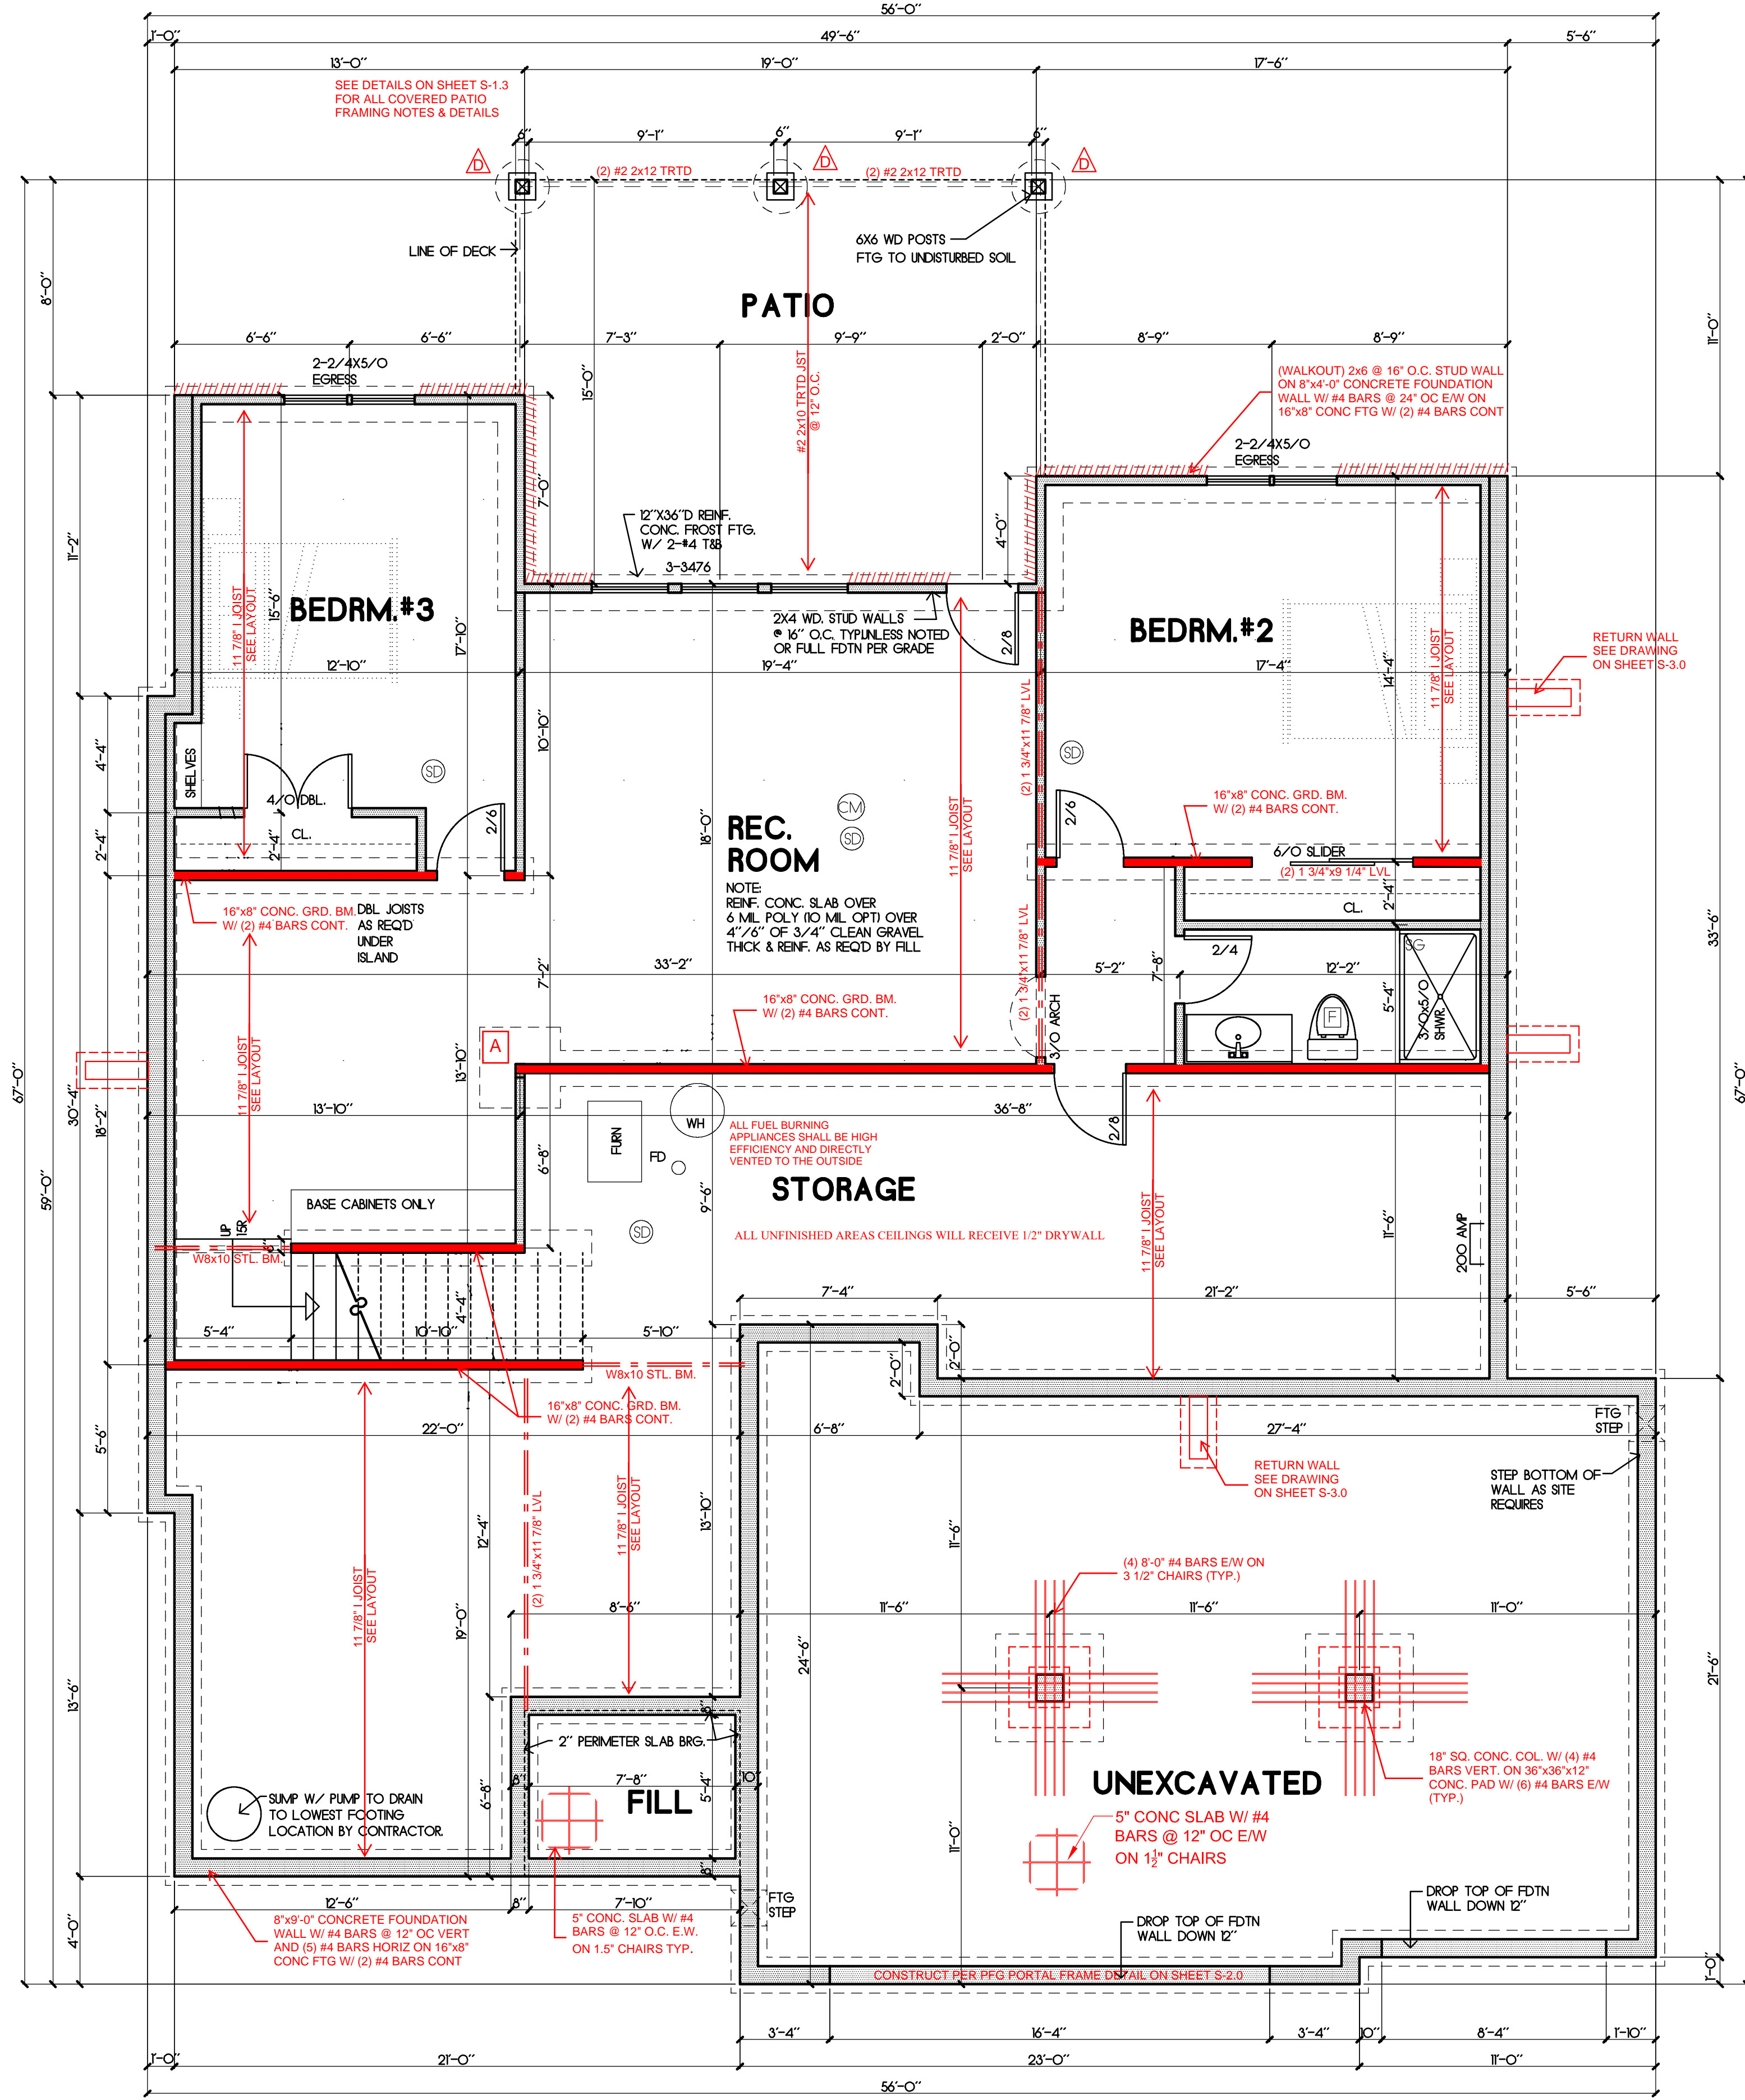 56'-0"
1'-0"
49'-6"
5'-6"
13'-0"
19'-0"
17'-6"
SEE DETAILS ON SHEET S-1.3
FOR ALL COVERED PATIO
FRAMING NOTES & DETAILS
6"
9'-1"
6"
9'-1"
6"
D
D
D
(2) #2 2x12 TRTD
(2) #2 2x12 TRTD
LINE OF DECK
6X6 WD POSTS
FTG TO UNDISTURBED SOIL
PATIO
8'-0"
11'-0"
6'-6"
6'-6"
7'-3"
9'-9"
2'-0"
8'-9"
8'-9"
2-2/4X5/0
EGRESS
15'-0"
#2 2x10 TRTD JST
@ 12" O.C.
(WALKOUT) 2x6 @ 16" O.C. STUD WALL
ON 8"x4'-0" CONCRETE FOUNDATION
WALL W/ #4 BARS @ 24" OC E/W ON
16"x8" CONC FTG W/ (2) #4 BARS CONT
2-2/4X5/0
EGRESS
7'-0"
4'-0"
12"X36"D REINF.
CONC. FROST FTG.
W/ 2-#4 T&B
3-3476
11'-2"
11 7/8" I JOIST
SEE LAYOUT
15'-6"
BEDRM.#3
17'-10"
2X4 WD. STUD WALLS
@ 16" O.C. TYP.UNLESS NOTED
OR FULL FDTN PER GRADE
2/8
BEDRM.#2
RETURN WALL
SEE DRAWING
ON SHEET S-3.0
12'-10"
19'-4"
17'-4"
14'-4"
11 7/8" I JOIST
SEE LAYOUT
(2) 1 3/4"x11 7/8" LVL
10'-10"
4'-4"
SHELVES
SD
SD
4/0 DBL.
CL.
2'-4"
2'-4"
2/6
18'-0"
CM
SD
REC.
ROOM
NOTE:
REINF. CONC. SLAB OVER
6 MIL POLY (10 MIL OPT) OVER
4"/6" OF 3/4" CLEAN GRAVEL
THICK & REINF. AS REQ'D BY FILL
11 7/8" I JOIST
SEE LAYOUT
2/6
16"x8" CONC. GRD. BM.
W/ (2) #4 BARS CONT.
6/0 SLIDER
(2) 1 3/4"x9 1/4" LVL
2'-4"
CL.
33'-6"
16"x8" CONC. GRD. BM.
W/ (2) #4 BARS CONT.
DBL JOISTS
AS REQ'D
UNDER
ISLAND
33'-2"
7'-2"
(2) 1 3/4"x11 7/8" LVL
5'-2"
7'-8"
2/4
12'-2"
SG
5'-4"
3/0x5/0
SHWR.
F
16"x8" CONC. GRD. BM.
W/ (2) #4 BARS CONT.
3/0 ARCH
A
67'-0"
59'-0"
30'-4"
18'-2"
11 7/8" I JOIST
SEE LAYOUT
13'-10"
13'-10"
36'-8"
67'-0"
FURN
WH
FD
ALL FUEL BURNING
APPLIANCES SHALL BE HIGH
EFFICIENCY AND DIRECTLY
VENTED TO THE OUTSIDE
2/8
6'-8"
STORAGE
9'-6"
BASE CABINETS ONLY
SD
ALL UNFINISHED AREAS CEILINGS WILL RECEIVE 1/2" DRYWALL
11 7/8" I JOIST
SEE LAYOUT
11'-6"
200 AMP
UP
15R
6"
W8x10 STL. BM.
7'-4"
21'-2"
5'-6"
5'-4"
10'-10"
4'-4"
5'-10"
2'-0"
2'-0"
W8x10 STL. BM.
16"x8" CONC. GRD. BM.
W/ (2) #4 BARS CONT.
5'-6"
22'-0"
6'-8"
27'-4"
FTG
STEP
RETURN WALL
SEE DRAWING
ON SHEET S-3.0
STEP BOTTOM OF
WALL AS SITE
REQUIRES
12'-4"
(2) 1 3/4"x11 7/8" LVL
11 7/8" I JOIST
SEE LAYOUT
13'-10"
11'-6"
(4) 8'-0" #4 BARS E/W ON
3 1/2" CHAIRS (TYP.)
11 7/8" I JOIST
SEE LAYOUT
19'-0"
8'-6"
11'-6"
11'-6"
11'-0"
24'-6"
13'-6"
21'-6"
8"
2" PERIMETER SLAB BRG.
8"
7'-8"
10"
5'-4"
FILL
6'-8"
SUMP W/ PUMP TO DRAIN
TO LOWEST FOOTING
LOCATION BY CONTRACTOR.
UNEXCAVATED
18" SQ. CONC. COL. W/ (4) #4
BARS VERT. ON 36"x36"x12"
CONC. PAD W/ (6) #4 BARS E/W
(TYP.)
5" CONC SLAB W/ #4
BARS @ 12" OC E/W
ON 1½" CHAIRS
11'-0"
8"
12'-6"
8"
7'-10"
FTG
STEP
4'-0"
8"x9'-0" CONCRETE FOUNDATION
WALL W/ #4 BARS @ 12" OC VERT
AND (5) #4 BARS HORIZ ON 16"x8"
CONC FTG W/ (2) #4 BARS CONT
5" CONC. SLAB W/ #4
BARS @ 12" O.C. E.W.
ON 1.5" CHAIRS TYP.
DROP TOP OF FDTN
WALL DOWN 12"
DROP TOP OF FDTN
WALL DOWN 12"
CONSTRUCT PER PFG PORTAL FRAME DETAIL ON SHEET S-2.0
1'-0"
3'-4"
16'-4"
3'-4"
10"
8'-4"
1'-10"
1'-0"
21'-0"
23'-0"
11'-0"
56'-0"